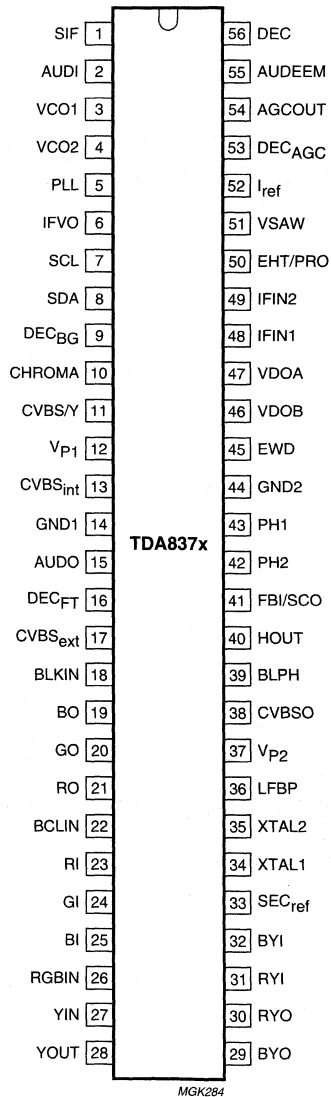 SIF 1 56 DEC
AUDI 2 55 AUDEEM
VCO1 3 54 AGCOUT
VCO2 4 53 DECAGC
PLL 5 52 Iref
IFVO 6 51 VSAW
SCL 7 50 EHT/PRO
SDA 8 49 IFIN2
DECBG 9 48 IFIN1
CHROMA 10 47 VDOA
CVBS/Y 11 46 VDOB
VP1 12 45 EWD
CVBSint 13 44 GND2
GND1 14 43 PH1
TDA837x
AUDO 15 42 PH2
DECFT 16 41 FBI/SCO
CVBSext 17 40 HOUT
BLKIN 18 39 BLPH
BO 19 38 CVBSO
GO 20 37 VP2
RO 21 36 LFBP
BCLIN 22 35 XTAL2
RI 23 34 XTAL1
GI 24 33 SECref
BI 25 32 BYI
RGBIN 26 31 RYI
YIN 27 30 RYO
YOUT 28 29 BYO
MGK284